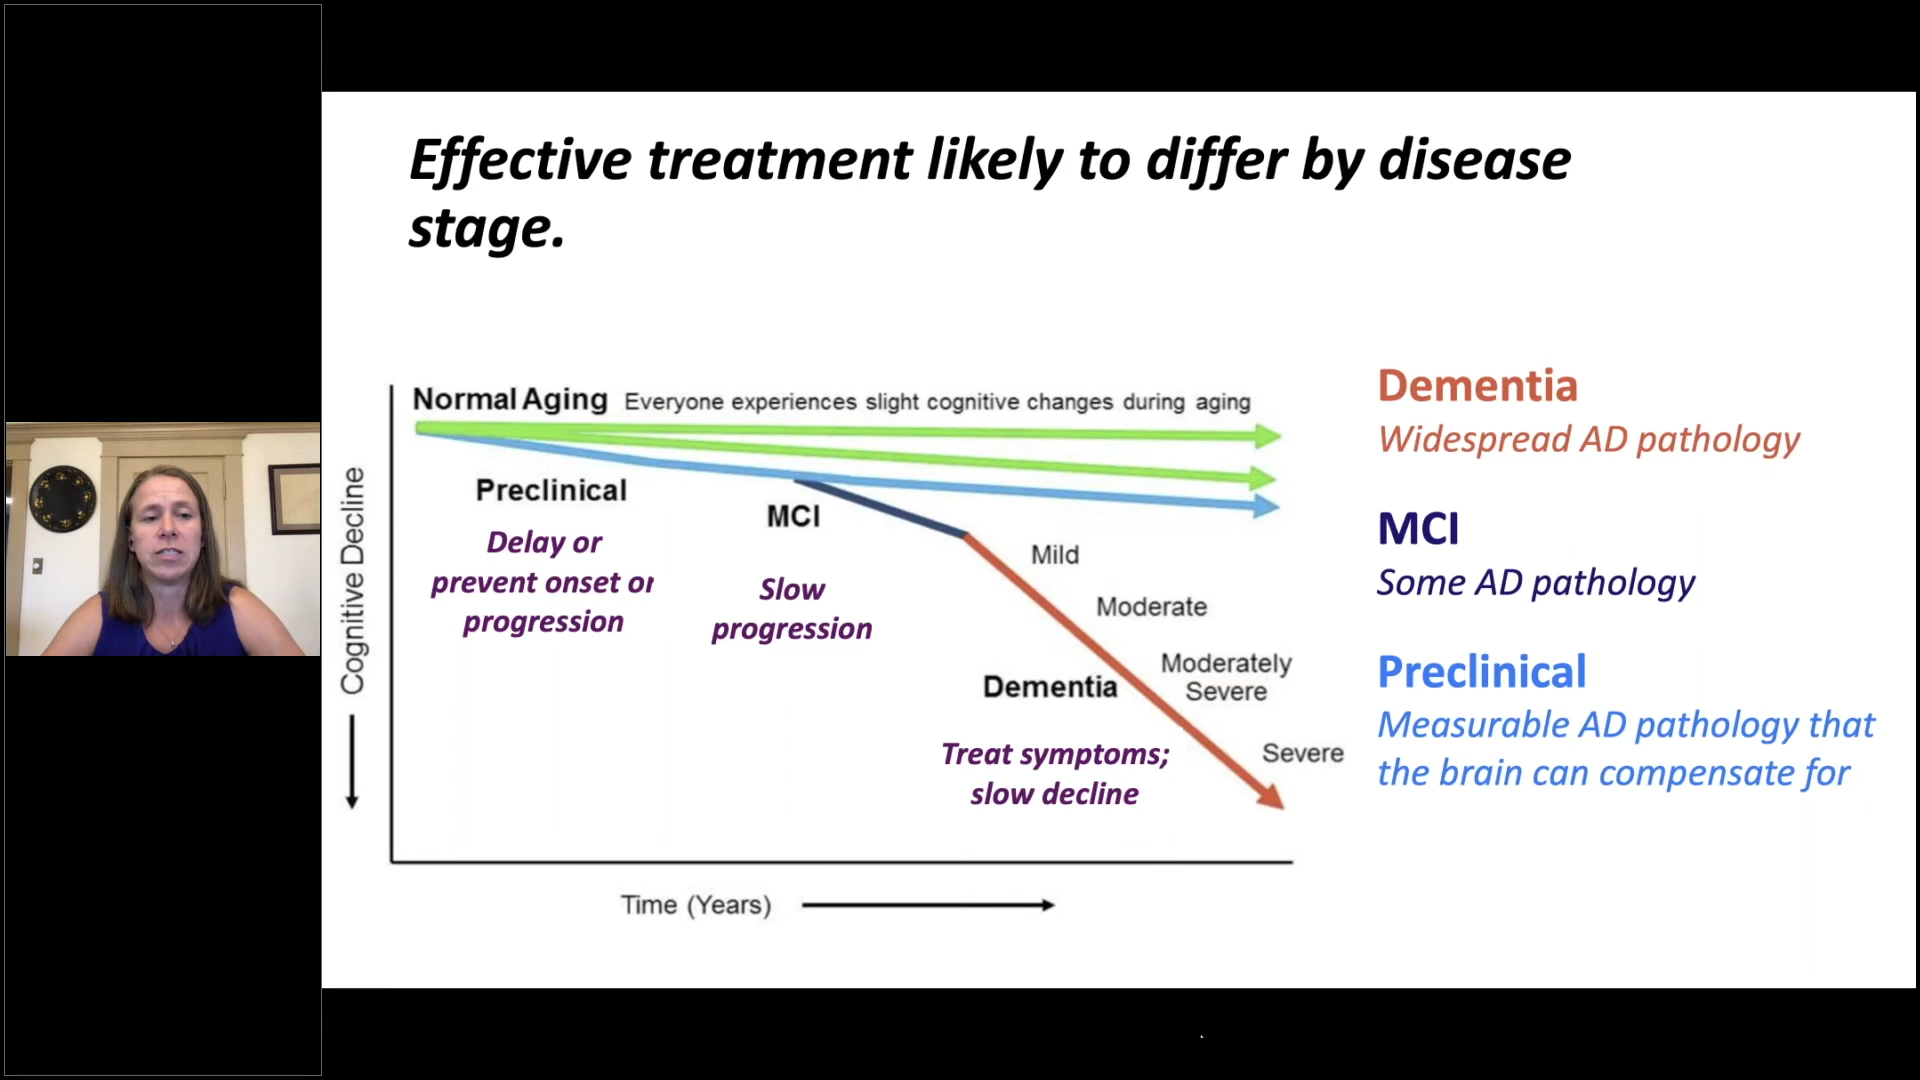 Effective treatment likely to differ by disease
stage.
Normal Aging Everyone experiences slight cognitive changes during aging
Preclinical
Delay or
prevent onset or
progression
MCI
Slow
progression
Mild
Moderate
Moderately
Severe
Severe
Dementia
Treat symptoms;
slow decline
Cognitive Decline
Time (Years)
Dementia
Widespread AD pathology
MCI
Some AD pathology
Preclinical
Measurable AD pathology that
the brain can compensate for